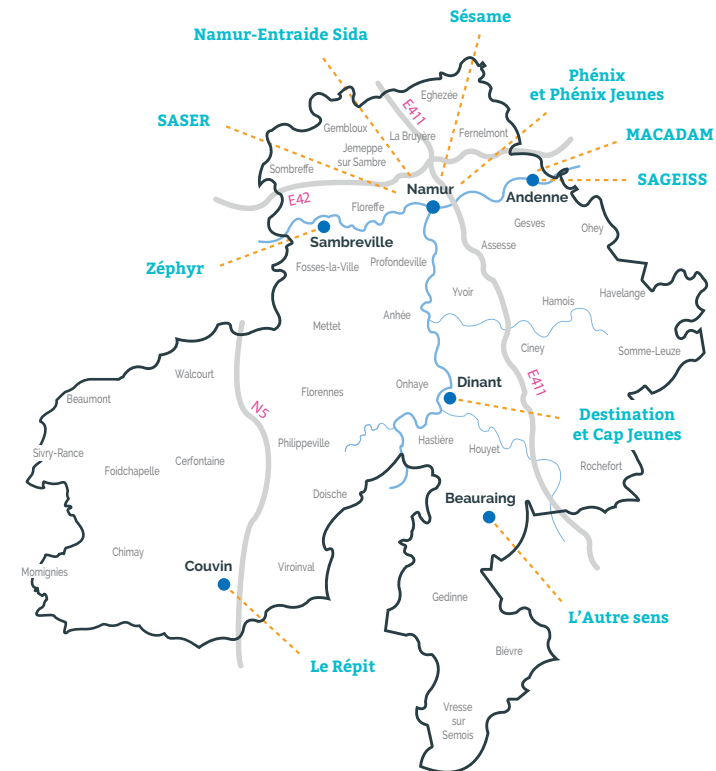 Sésame
Namur-Entraide Sida
Phénix
et Phénix Jeunes
SASER
MACADAM
SAGEISS
Zéphyr
E411
Eghezée
Gembloux
La Bruyère
Fernelmont
Jemeppe
sur Sambre
Sombreffe
E42
Namur
Andenne
Floreffe
Gesves
Ohey
Sambreville
Assesse
Fosses-la-Ville
Profondeville
Yvoir
Hamois
Havelange
Mettet
Anhée
Ciney
Somme-Leuze
Walcourt
E411
Onhaye
Dinant
Beaumont
Florennes
N5
Destination
et Cap Jeunes
Philippeville
Hastière
Houyet
Sivry-Rance
Cerfontaine
Foidchapelle
Rochefort
Doische
Beauraing
Chimay
Couvin
Viroinval
Momignies
Gedinne
L'Autre sens
Bièvre
Le Répit
Vresse
sur
Semois